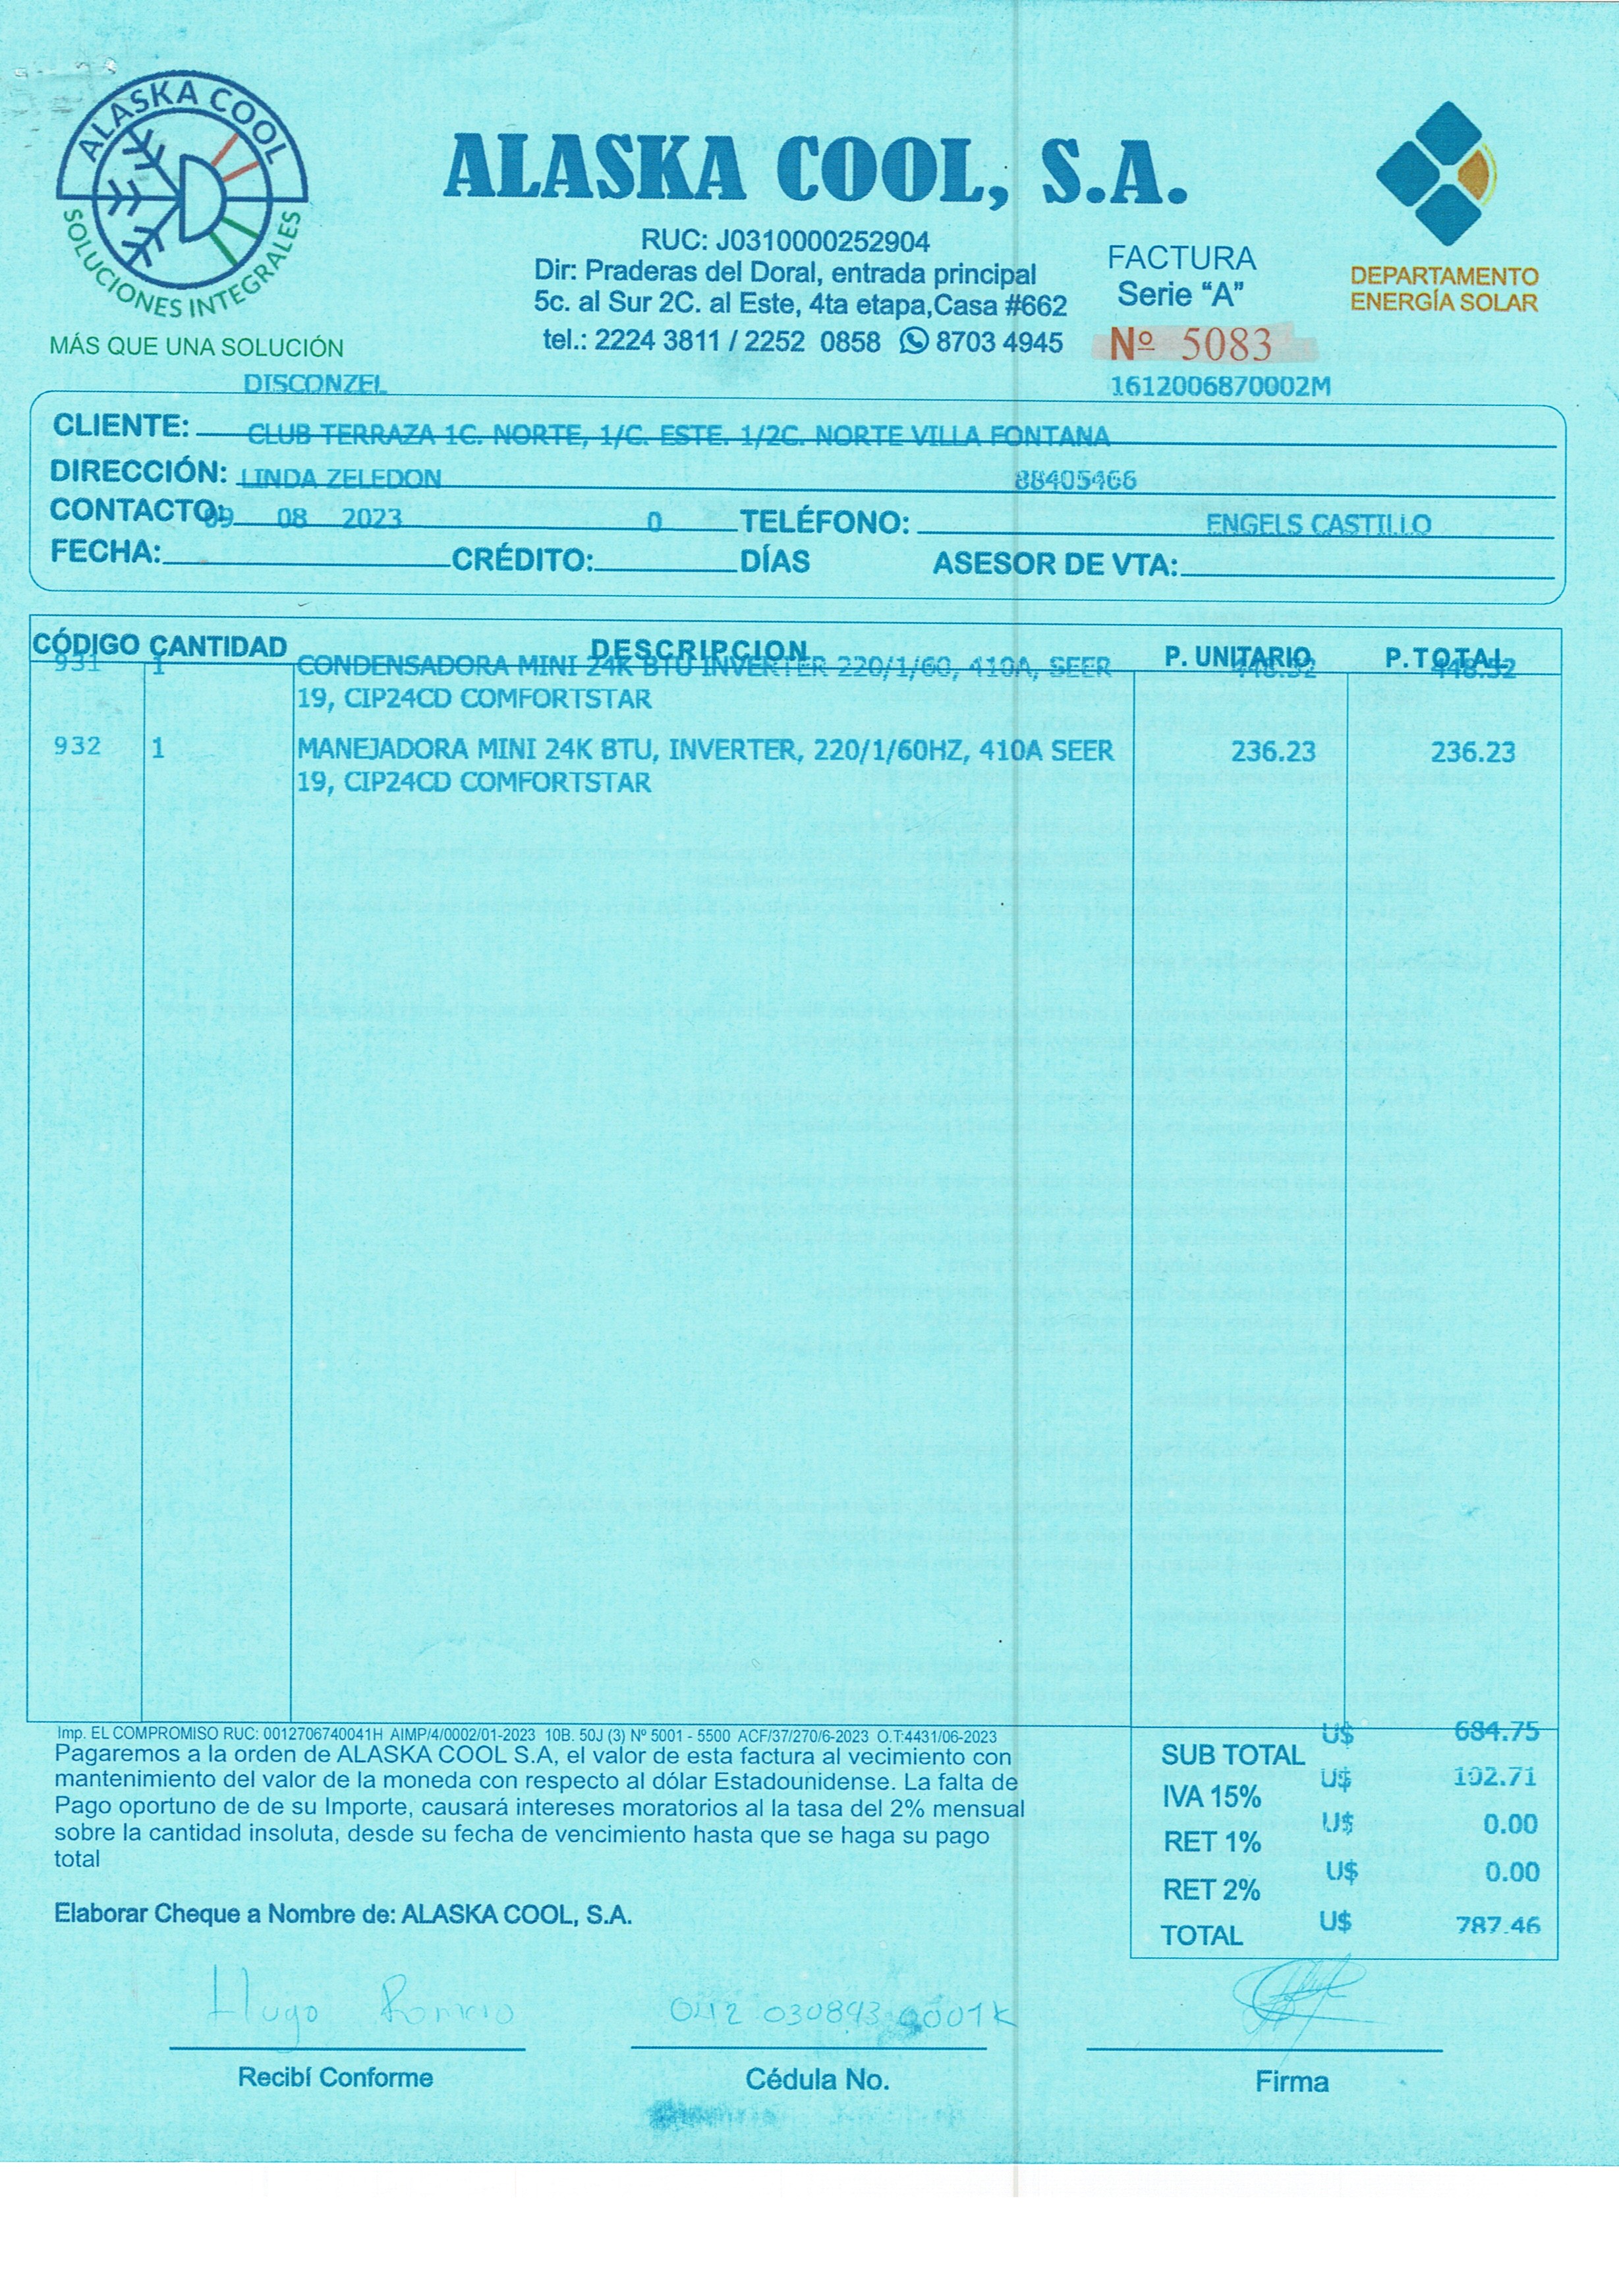 ALASKA COOL
SOLUCIONES INTEGRALES
MÁS QUE UNA SOLUCIÓN
ALASKA COOL, S.A.
RUC: J0310000252904
Dir: Praderas del Doral, entrada principal
5c. al Sur 2C. al Este, 4ta etapa,Casa #662
tel.: 2224 3811 / 2252 0858 8703 4945
FACTURA
Serie "A"
Nº 5083
DEPARTAMENTO
ENERGÍA SOLAR
DISCONZEL 1612006870002M
CLIENTE: CLUB TERRAZA 1C. NORTE, 1/C. ESTE. 1/2C. NORTE VILLA FONTANA
DIRECCIÓN: LINDA ZELEDON 88405466
CONTACTO: 09 08 2023 0 TELÉFONO: ENGELS CASTILLO
FECHA: CRÉDITO: DÍAS ASESOR DE VTA:
CÓDIGO CANTIDAD DESCRIPCION P. UNITARIO P. TOTAL
931 1 CONDENSADORA MINI 24K BTU INVERTER 220/1/60, 410A, SEER 448.52 448.52
19, CIP24CD COMFORTSTAR
932 1 MANEJADORA MINI 24K BTU, INVERTER, 220/1/60HZ, 410A SEER 236.23 236.23
19, CIP24CD COMFORTSTAR
Imp. EL COMPROMISO RUC: 0012706740041H AIMP/4/0002/01-2023 10B. 50J (3) Nº 5001 - 5500 ACF/37/270/6-2023 O.T:4431/06-2023
Pagaremos a la orden de ALASKA COOL S.A, el valor de esta factura al vecimiento con
mantenimiento del valor de la moneda con respecto al dólar Estadounidense. La falta de
Pago oportuno de de su Importe, causará intereses moratorios al la tasa del 2% mensual
sobre la cantidad insoluta, desde su fecha de vencimiento hasta que se haga su pago
total
Elaborar Cheque a Nombre de: ALASKA COOL, S.A.
SUB TOTAL U$ 684.75
IVA 15% U$ 102.71
RET 1% U$ 0.00
RET 2% U$ 0.00
TOTAL U$ 787.46
Hugo 
Recibí Conforme
Cédula No.
Firma